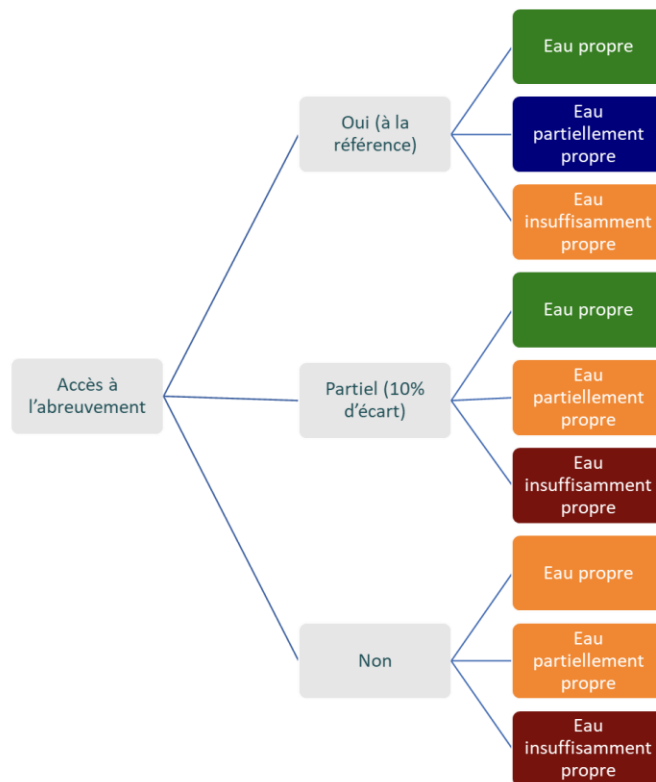 Eau propre
Oui (à la
référence)
Eau
partiellement
propre
Eau
insuffisamment
propre
Eau propre
Accès à
l'abreuvement
Partiel (10%
d'écart)
Eau
partiellement
propre
Eau
insuffisamment
propre
Eau propre
Non
Eau
partiellement
propre
Eau
insuffisamment
propre